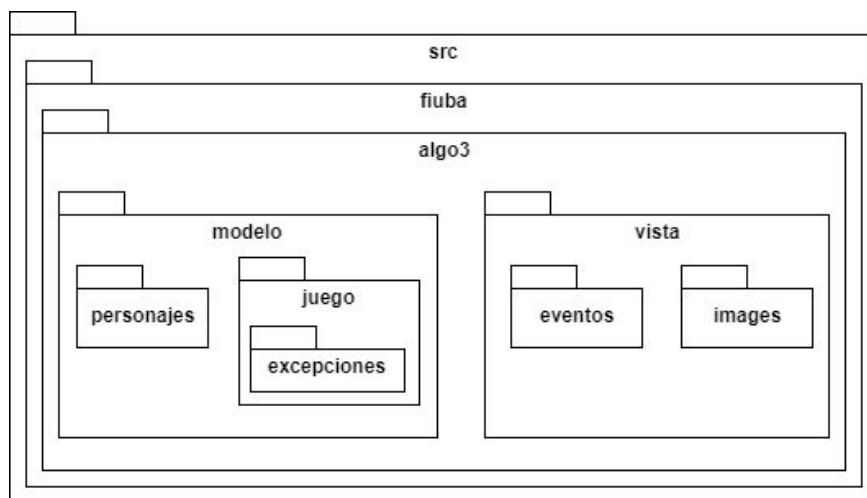 src
fiuba
algo3
modelo
vista
personajes
juego
excepciones
eventos
images